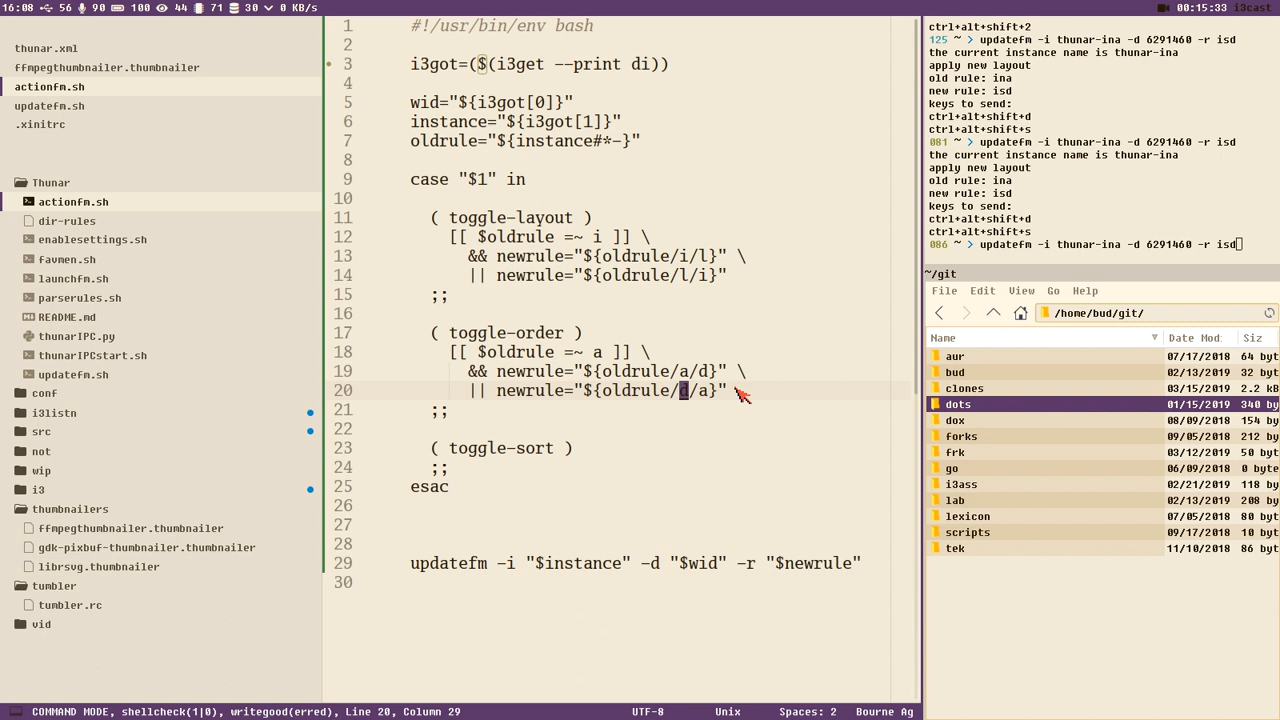 16:08 56 90 100 44 71 30 0 KB/s 00:15:33 i3cast
thunar.xml
ffmpegthumbnailer.thumbnailer
actionfm.sh
updatefm.sh
.xinitrc
Thunar
actionfm.sh
dir-rules
enablesettings.sh
favmen.sh
launchfm.sh
parserules.sh
README.md
thunarIPC.py
thunarIPCstart.sh
updatefm.sh
conf
i3listn
src
not
wip
i3
thumbnailers
ffmpegthumbnailer.thumbnailer
gdk-pixbuf-thumbnailer.thumbnailer
librsvg.thumbnailer
tumbler
tumbler.rc
vid
1 #!/usr/bin/env bash
2
3 i3got=($(i3get --print di))
4
5 wid="${i3got[0]}"
6 instance="${i3got[1]}"
7 oldrule="${instance#*-}"
8
9 case "$1" in
10
11 ( toggle-layout )
12 [[ $oldrule =~ i ]] \
13 && newrule="${oldrule/i/l}" \
14 || newrule="${oldrule/l/i}"
15 ;;
16
17 ( toggle-order )
18 [[ $oldrule =~ a ]] \
19 && newrule="${oldrule/a/d}" \
20 || newrule="${oldrule/d/a}"
21 ;;
22
23 ( toggle-sort )
24 ;;
25 esac
26
27
28
29 updatefm -i "$instance" -d "$wid" -r "$newrule"
30
ctrl+alt+shift+2
125 ~ > updatefm -i thunar-ina -d 6291460 -r isd
the current instance name is thunar-ina
apply new layout
old rule: ina
new rule: isd
keys to send:
ctrl+alt+shift+d
ctrl+alt+shift+s
081 ~ > updatefm -i thunar-ina -d 6291460 -r isd
the current instance name is thunar-ina
apply new layout
old rule: ina
new rule: isd
keys to send:
ctrl+alt+shift+d
ctrl+alt+shift+s
086 ~ > updatefm -i thunar-ina -d 6291460 -r isd
~/git
File Edit View Go Help
/home/bud/git/
Name Date Mod: Siz
aur 07/17/2018 64 byt
bud 02/13/2019 32 byt
clones 03/15/2019 2.2 kB
dots 01/15/2019 340 by
dox 08/09/2018 154 by
forks 09/05/2018 212 by
frk 03/12/2019 50 byt
go 06/09/2018 0 byte
i3ass 02/21/2019 118 by
lab 02/13/2019 208 by
lexicon 07/05/2018 80 byt
scripts 09/17/2018 10 byt
tek 11/10/2018 86 byt
COMMAND MODE, shellcheck(1|0), writegood(erred), Line 20, Column 29 UTF-8 Unix Spaces: 2 Bourne Ag